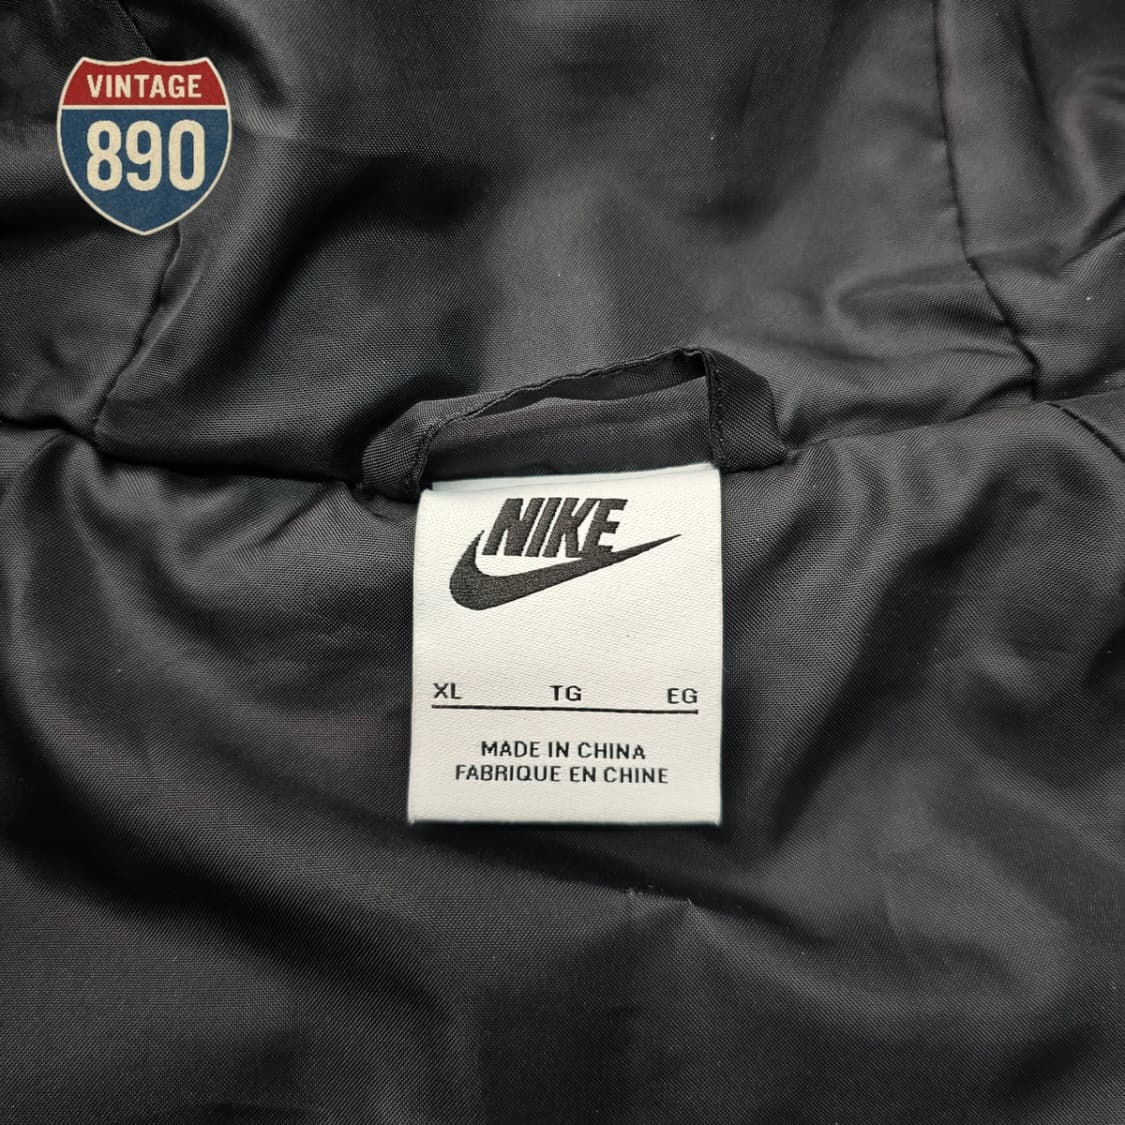 VINTAGE
890
NIKE
XL TG EG
MADE IN CHINA
FABRIQUE EN CHINE